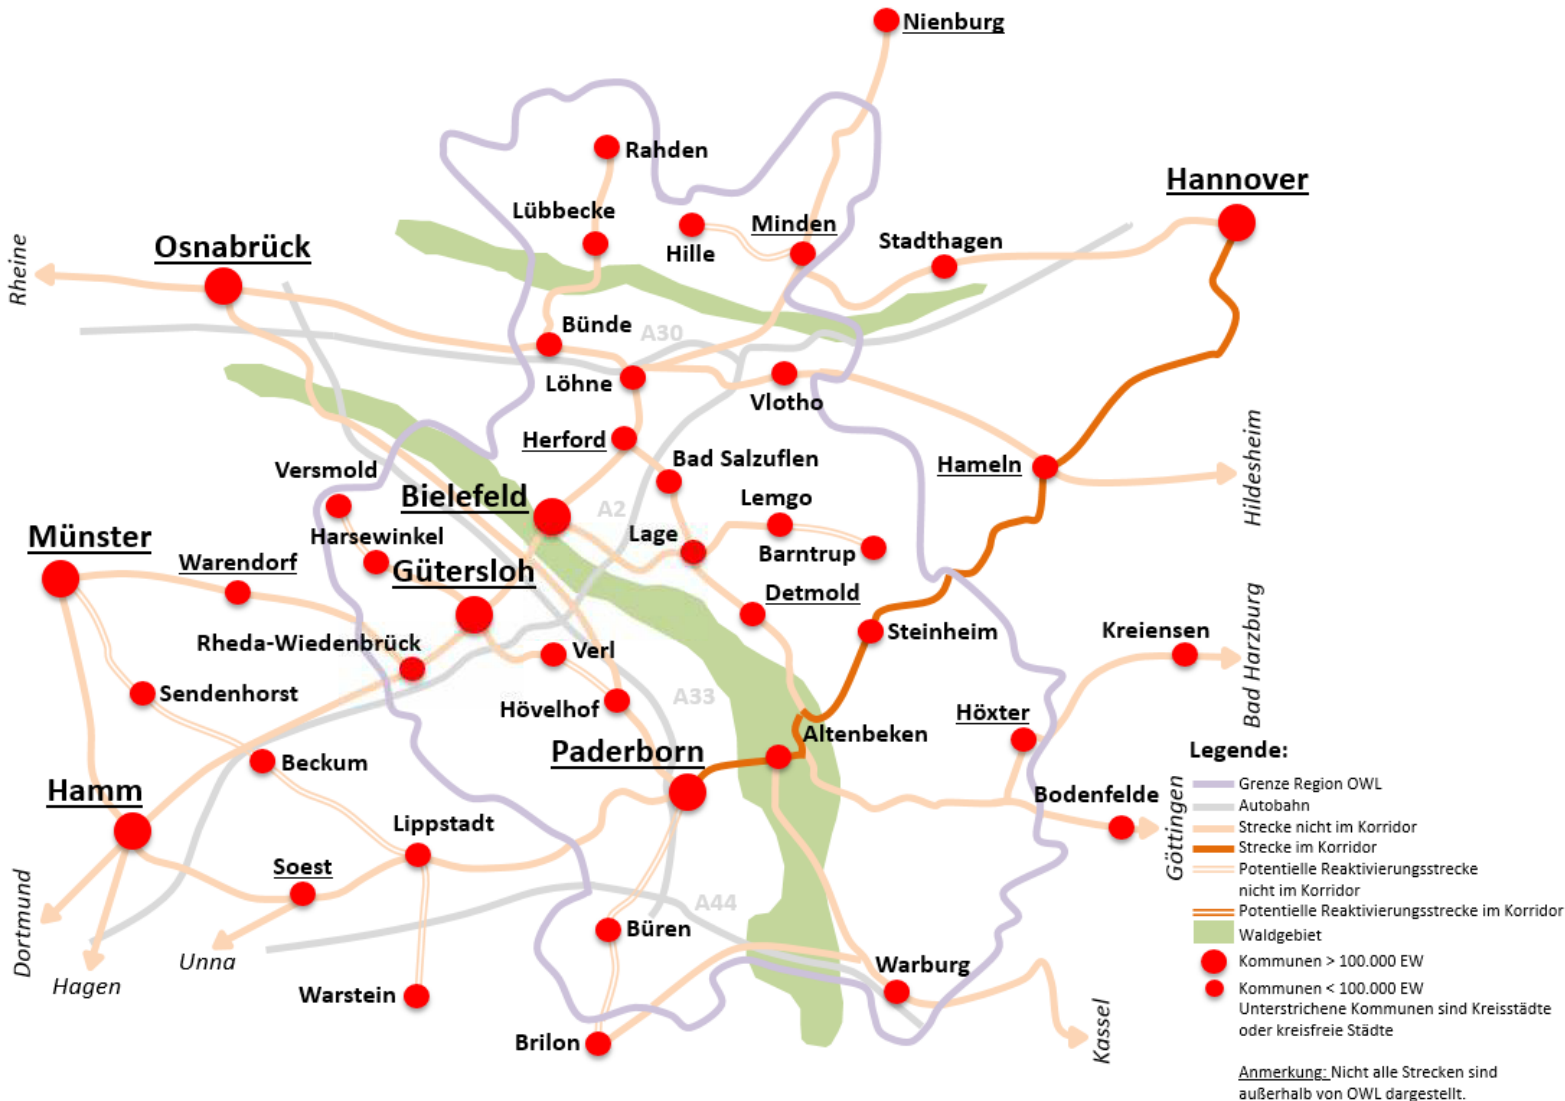 Nienburg
Rahden
Hannover
Lübbecke
Minden
Hille
Stadthagen
Osnabrück
Rheine
Bünde
A30
Löhne
Vlotho
Herford
Bad Salzuflen
Hameln
Hildesheim
Versmold
Bielefeld
A2
Lemgo
Harsewinkel
Lage
Barntrup
Münster
Warendorf
Gütersloh
Detmold
Steinheim
Kreiensen
Bad Harzburg
Rheda-Wiedenbrück
Verl
Sendenhorst
Hövelhof
A33
Höxter
Altenbeken
Paderborn
Beckum
Hamm
Bodenfelde
Göttingen
Lippstadt
Soest
A44
Büren
Dortmund
Hagen
Unna
Warstein
Warburg
Brilon
Kassel
Legende:
Grenze Region OWL
Autobahn
Strecke nicht im Korridor
Strecke im Korridor
Potentielle Reaktivierungsstrecke
nicht im Korridor
Potentielle Reaktivierungsstrecke im Korridor
Waldgebiet
Kommunen > 100.000 EW
Kommunen < 100.000 EW
Unterstrichene Kommunen sind Kreisstädte
oder kreisfreie Städte
Anmerkung: Nicht alle Strecken sind
außerhalb von OWL dargestellt.